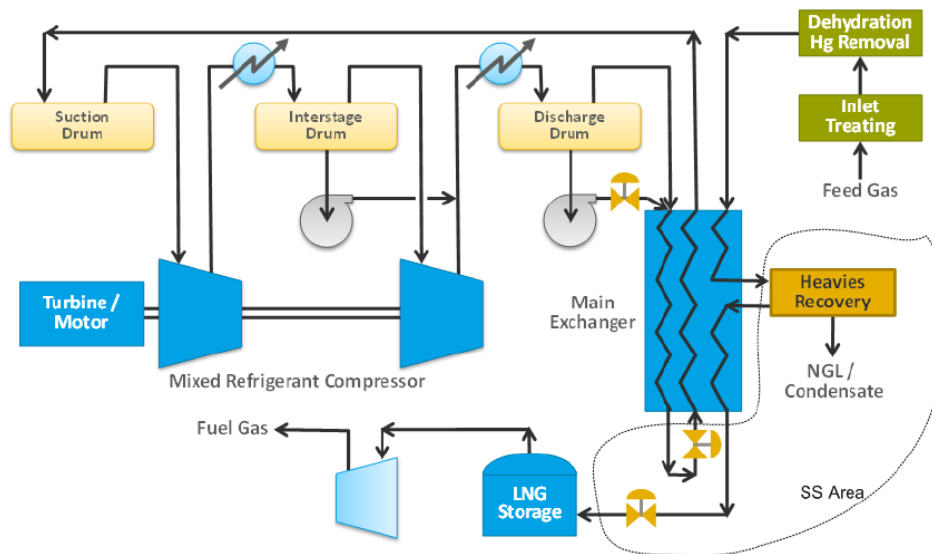 Dehydration
Hg Removal
Suction
Drum
Interstage
Drum
Discharge
Drum
Inlet
Treating
Feed Gas
Turbine /
Motor
Main
Exchanger
Heavies
Recovery
Mixed Refrigerant Compressor
NGL /
Condensate
Fuel Gas
LNG
Storage
SS Area